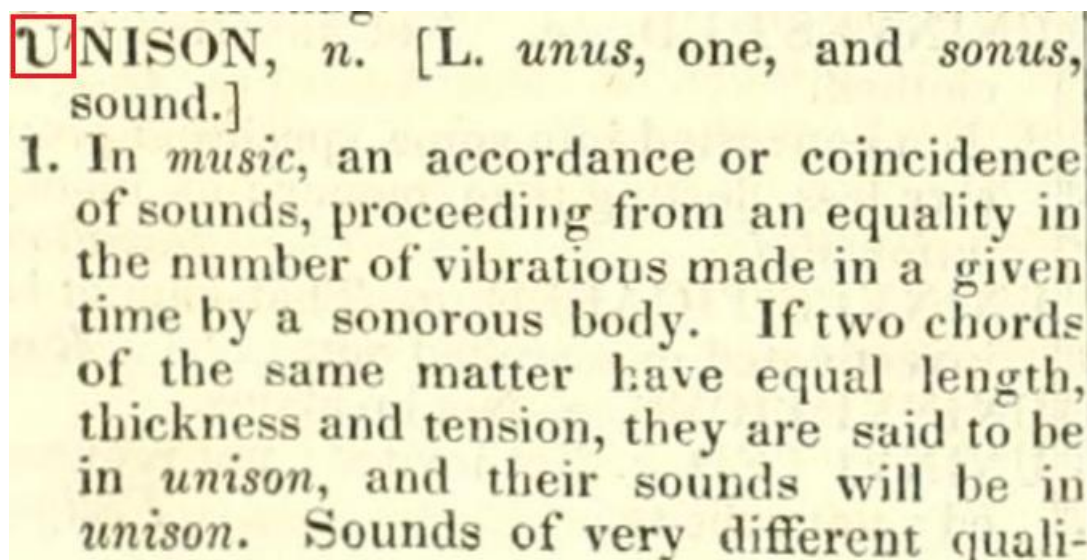 U'NISON, n. [L. unus, one, and sonus,
sound.]
1. In music, an accordance or coincidence
of sounds, proceeding from an equality in
the number of vibrations made in a given
time by a sonorous body. If two chords
of the same matter have equal length,
thickness and tension, they are said to be
in unison, and their sounds will be in
unison. Sounds of very different quali-